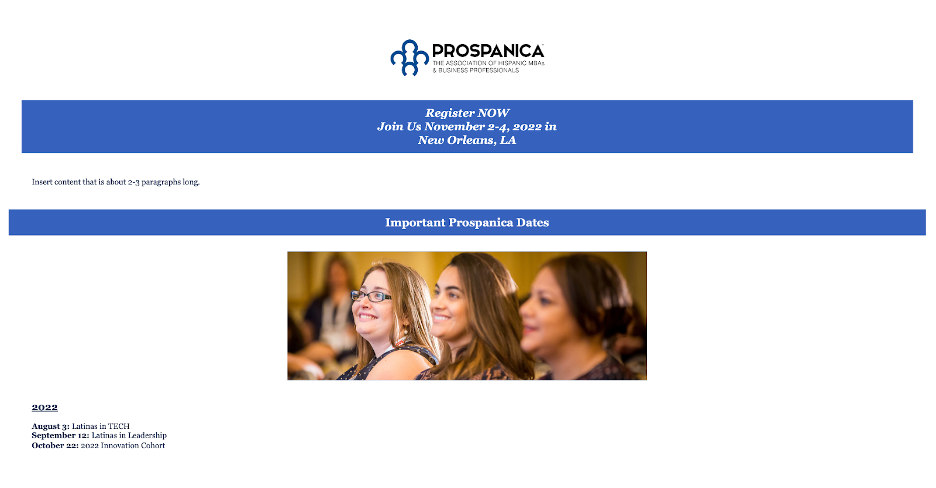 PROSPANICA
THE ASSOCIATION OF HISPANIC MBAs
& BUSINESS PROFESSIONALS
Register NOW
Join Us November 2-4, 2022 in
New Orleans, LA
Insert content that is about 2-3 paragraphs long.
Important Prospanica Dates
2022
August 3: Latinas in TECH
September 12: Latinas in Leadership
October 22: 2022 Innovation Cohort